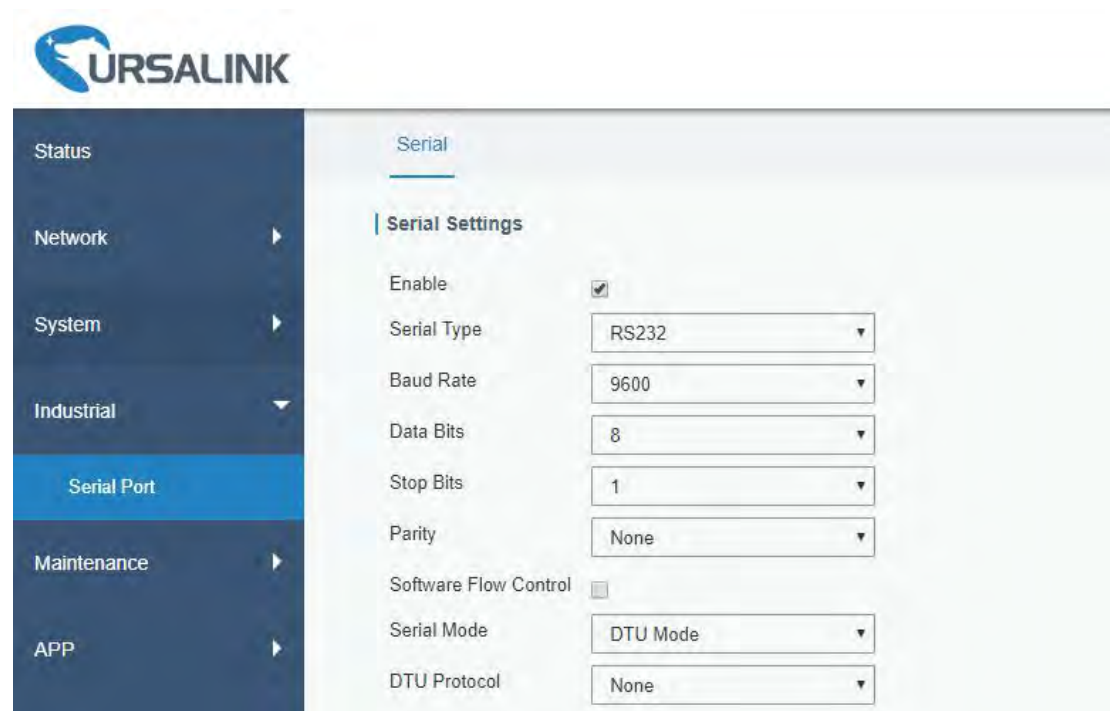 URSALINK
Status
Network
System
Industrial
Serial Port
Maintenance
APP
Serial
Serial Settings
Enable
Serial Type RS232
Baud Rate 9600
Data Bits 8
Stop Bits 1
Parity None
Software Flow Control
Serial Mode DTU Mode
DTU Protocol None